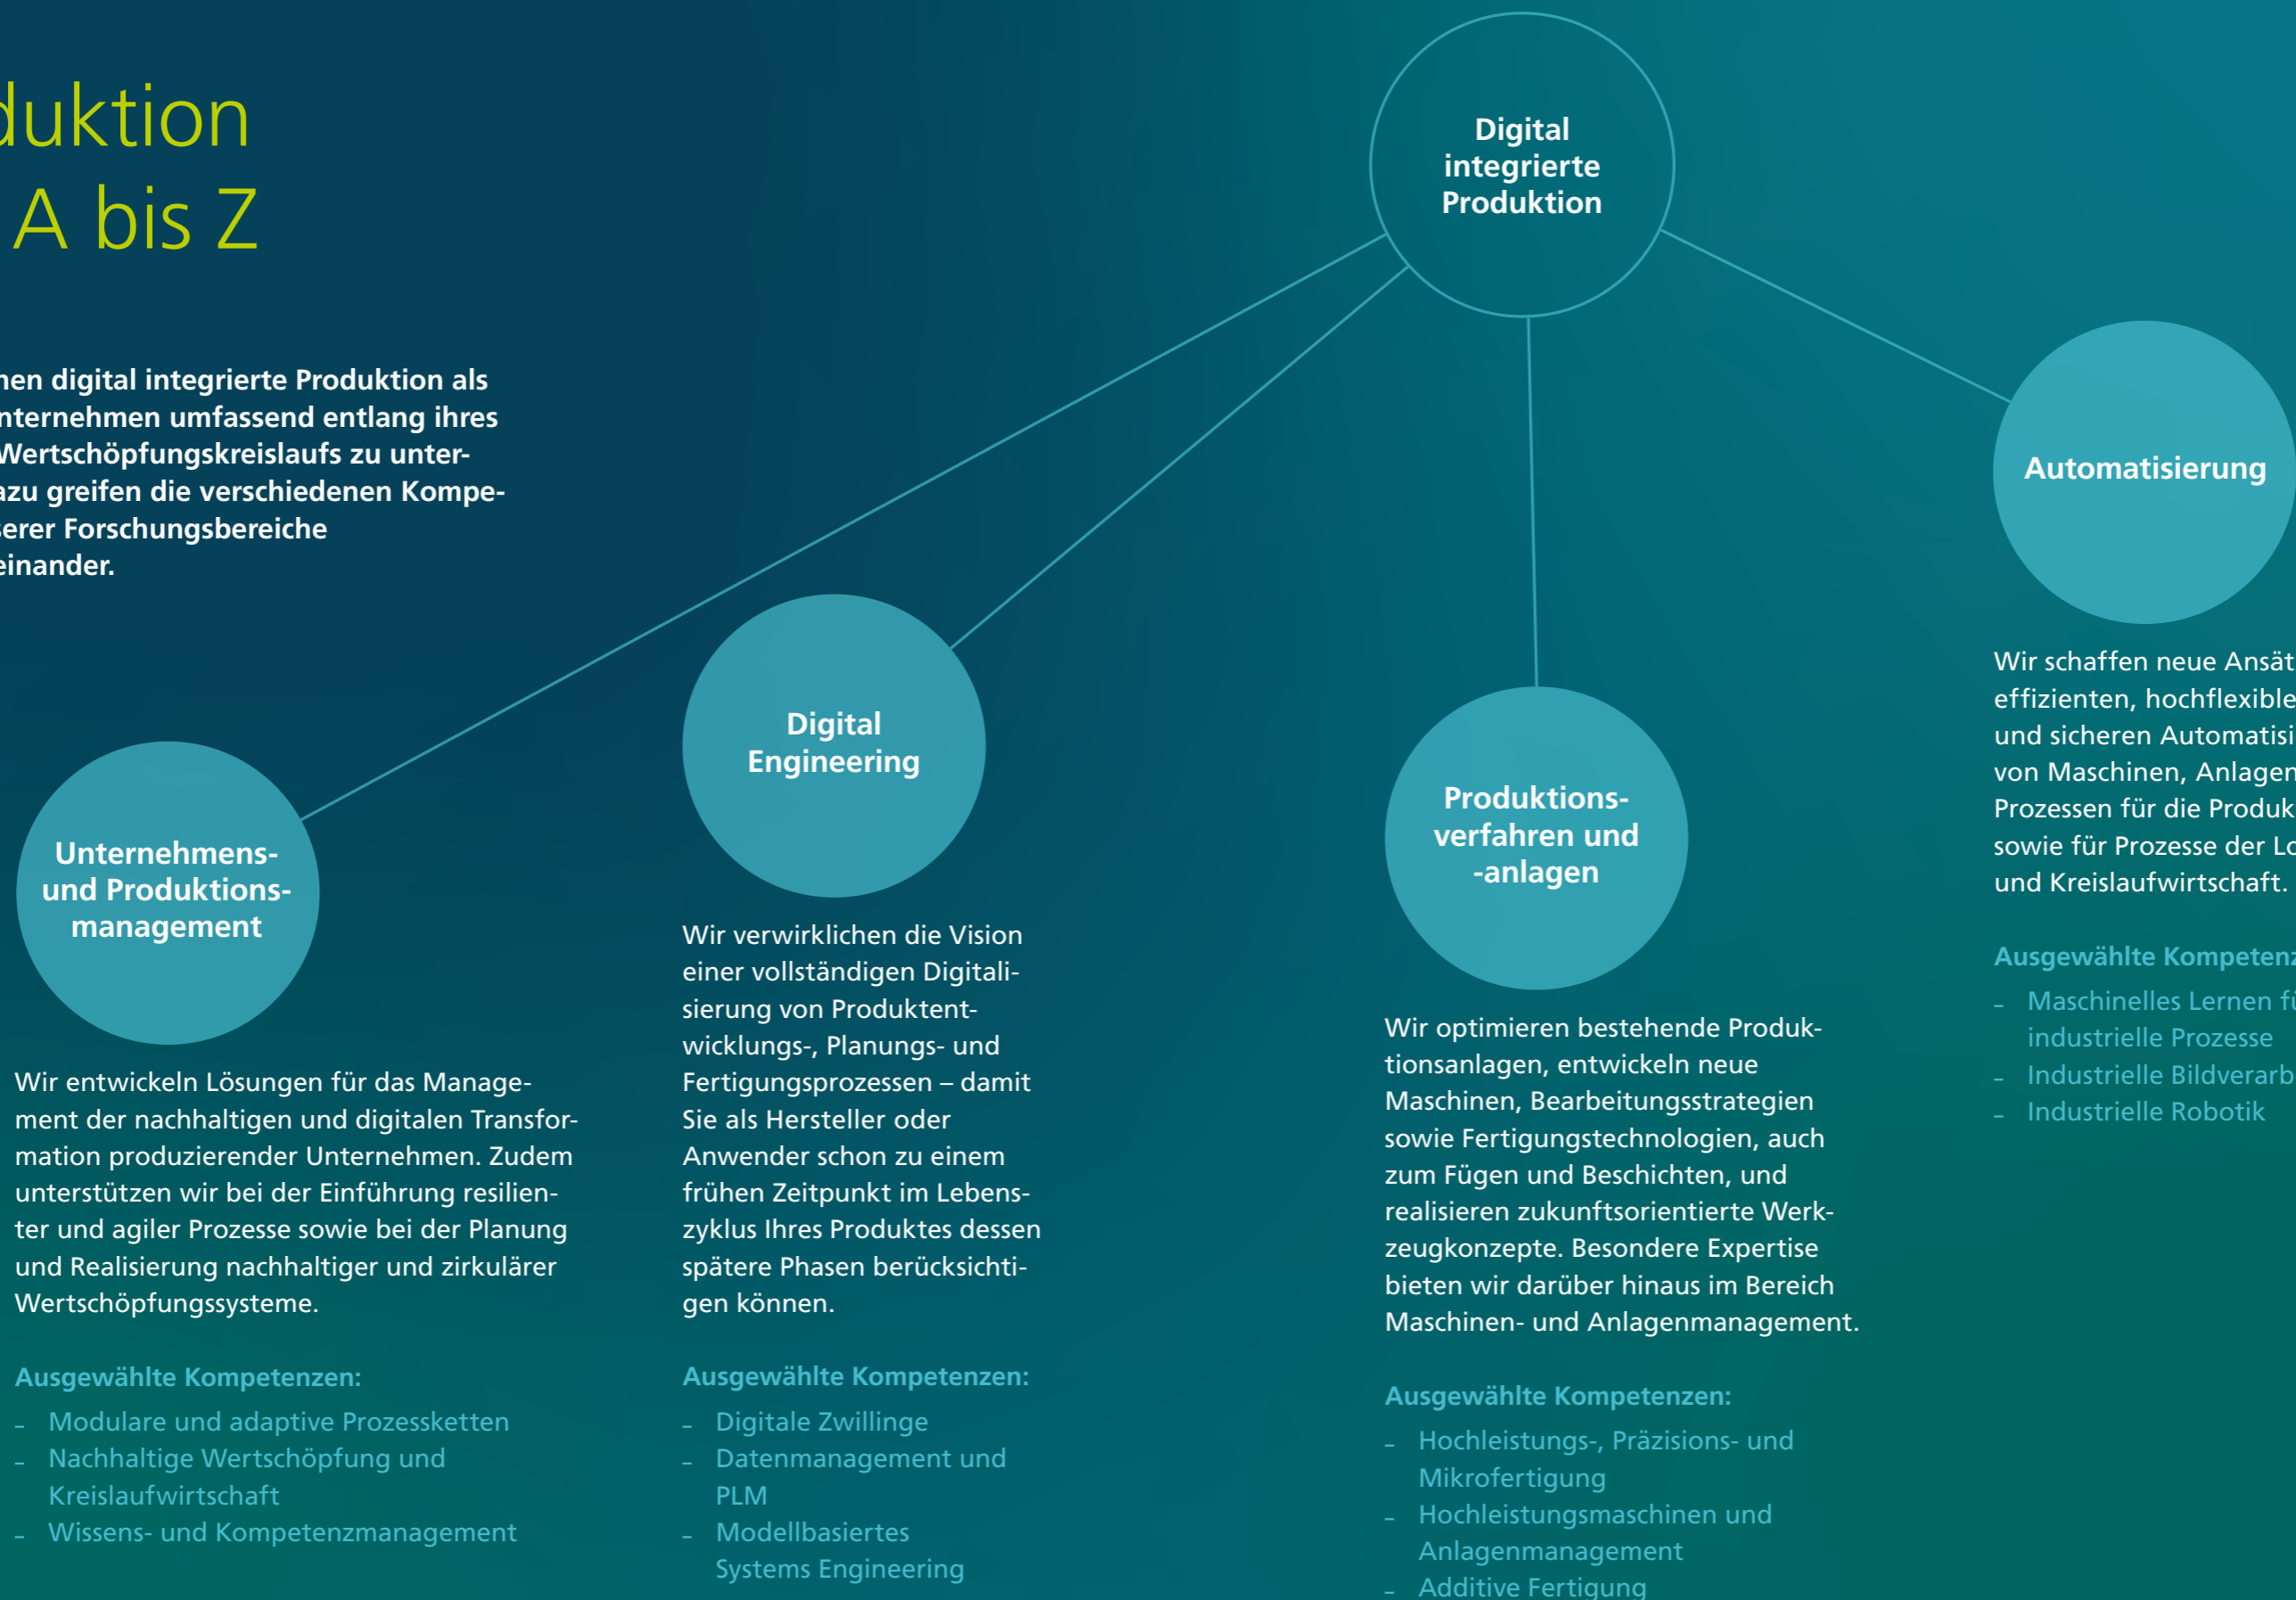 duktion
A bis Z
digital integrierte Produktion als
umfassend entlang ihres
Wertschöpfungskreislaufs zu unter-
greifen die verschiedenen Kompe-
Forschungsbereiche
einander.
Digital
integrierte
Produktion
Unternehmens-
und Produktions-
management
Wir entwickeln Lösungen für das Manage-
ment der nachhaltigen und digitalen Transfor-
mation produzierender Unternehmen. Zudem
unterstützen wir bei der Einführung resilien-
ter und agiler Prozesse sowie bei der Planung
und Realisierung nachhaltiger und zirkulärer
Wertschöpfungssysteme.
Ausgewählte Kompetenzen:
– Modulare und adaptive Prozessketten
– Nachhaltige Wertschöpfung und
Kreislaufwirtschaft
– Wissens- und Kompetenzmanagement
Digital
Engineering
Wir verwirklichen die Vision
einer vollständigen Digitali-
sierung von Produktent-
wicklungs-, Planungs- und
Fertigungsprozessen – damit
Sie als Hersteller oder
Anwender schon zu einem
frühen Zeitpunkt im Lebens-
zyklus Ihres Produktes dessen
spätere Phasen berücksichti-
gen können.
Ausgewählte Kompetenzen:
– Digitale Zwillinge
– Datenmanagement und
PLM
– Modellbasiertes
Systems Engineering
Produktions-
verfahren und
-anlagen
Wir optimieren bestehende Produk-
tionsanlagen, entwickeln neue
Maschinen, Bearbeitungsstrategien
sowie Fertigungstechnologien, auch
zum Fügen und Beschichten, und
realisieren zukunftsorientierte Werk-
zeugkonzepte. Besondere Expertise
bieten wir darüber hinaus im Bereich
Maschinen- und Anlagenmanagement.
Ausgewählte Kompetenzen:
– Hochleistungs-, Präzisions- und
Mikrofertigung
– Hochleistungsmaschinen und
Anlagenmanagement
– Additive Fertigung
Automatisierung
Wir schaffen neue Ansät
effizienten, hochflexible
und sicheren Automatisi
von Maschinen, Anlagen
Prozessen für die Produk
sowie für Prozesse der Lo
und Kreislaufwirtschaft.
Ausgewählte Kompetenz
– Maschinelles Lernen fü
industrielle Prozesse
– Industrielle Bildverarb
– Industrielle Robotik